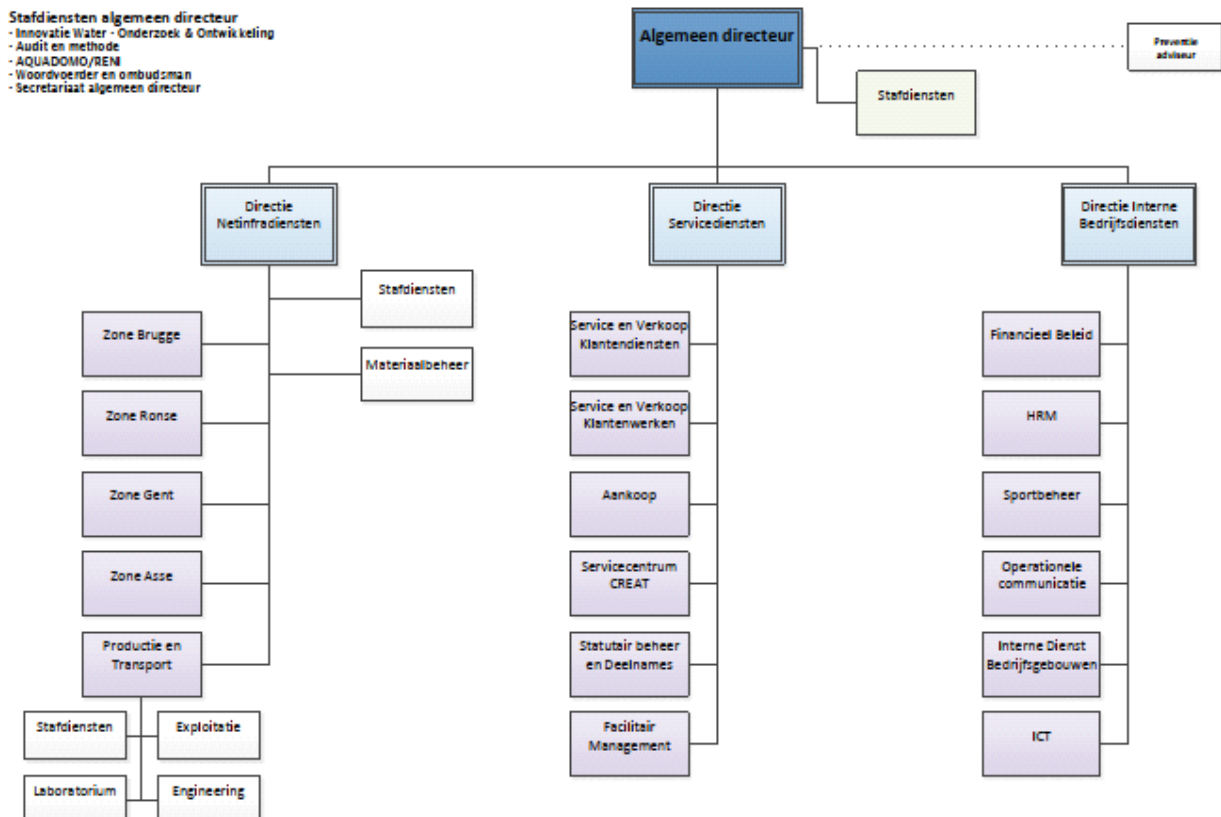 Stafdiensten algemeen directeur
- Innovatie Water - Onderzoek & Ontwikkeling
- Audit en methode
- AQUADOMO/RENI
- Woordvoerder en ombudsman
- Secretariaat algemeen directeur
Algemeen directeur
Preventie
adviseur
Stafdiensten
Directie
Netinfradiensten
Directie
Servicediensten
Directie Interne
Bedrijfsdiensten
Stafdiensten
Materiaalbeheer
Zone Brugge
Zone Ronse
Zone Gent
Zone Asse
Productie en
Transport
Stafdiensten
Exploitatie
Laboratorium
Engineering
Service en Verkoop
Klantendiensten
Service en Verkoop
Klantenwerken
Aankoop
Servicecentrum
CREAT
Statutair beheer
en Deelnames
Facilitair
Management
Financieel Beleid
HRM
Sportbeheer
Operationele
communicatie
Interne Dienst
Bedrijfsgebouwen
ICT